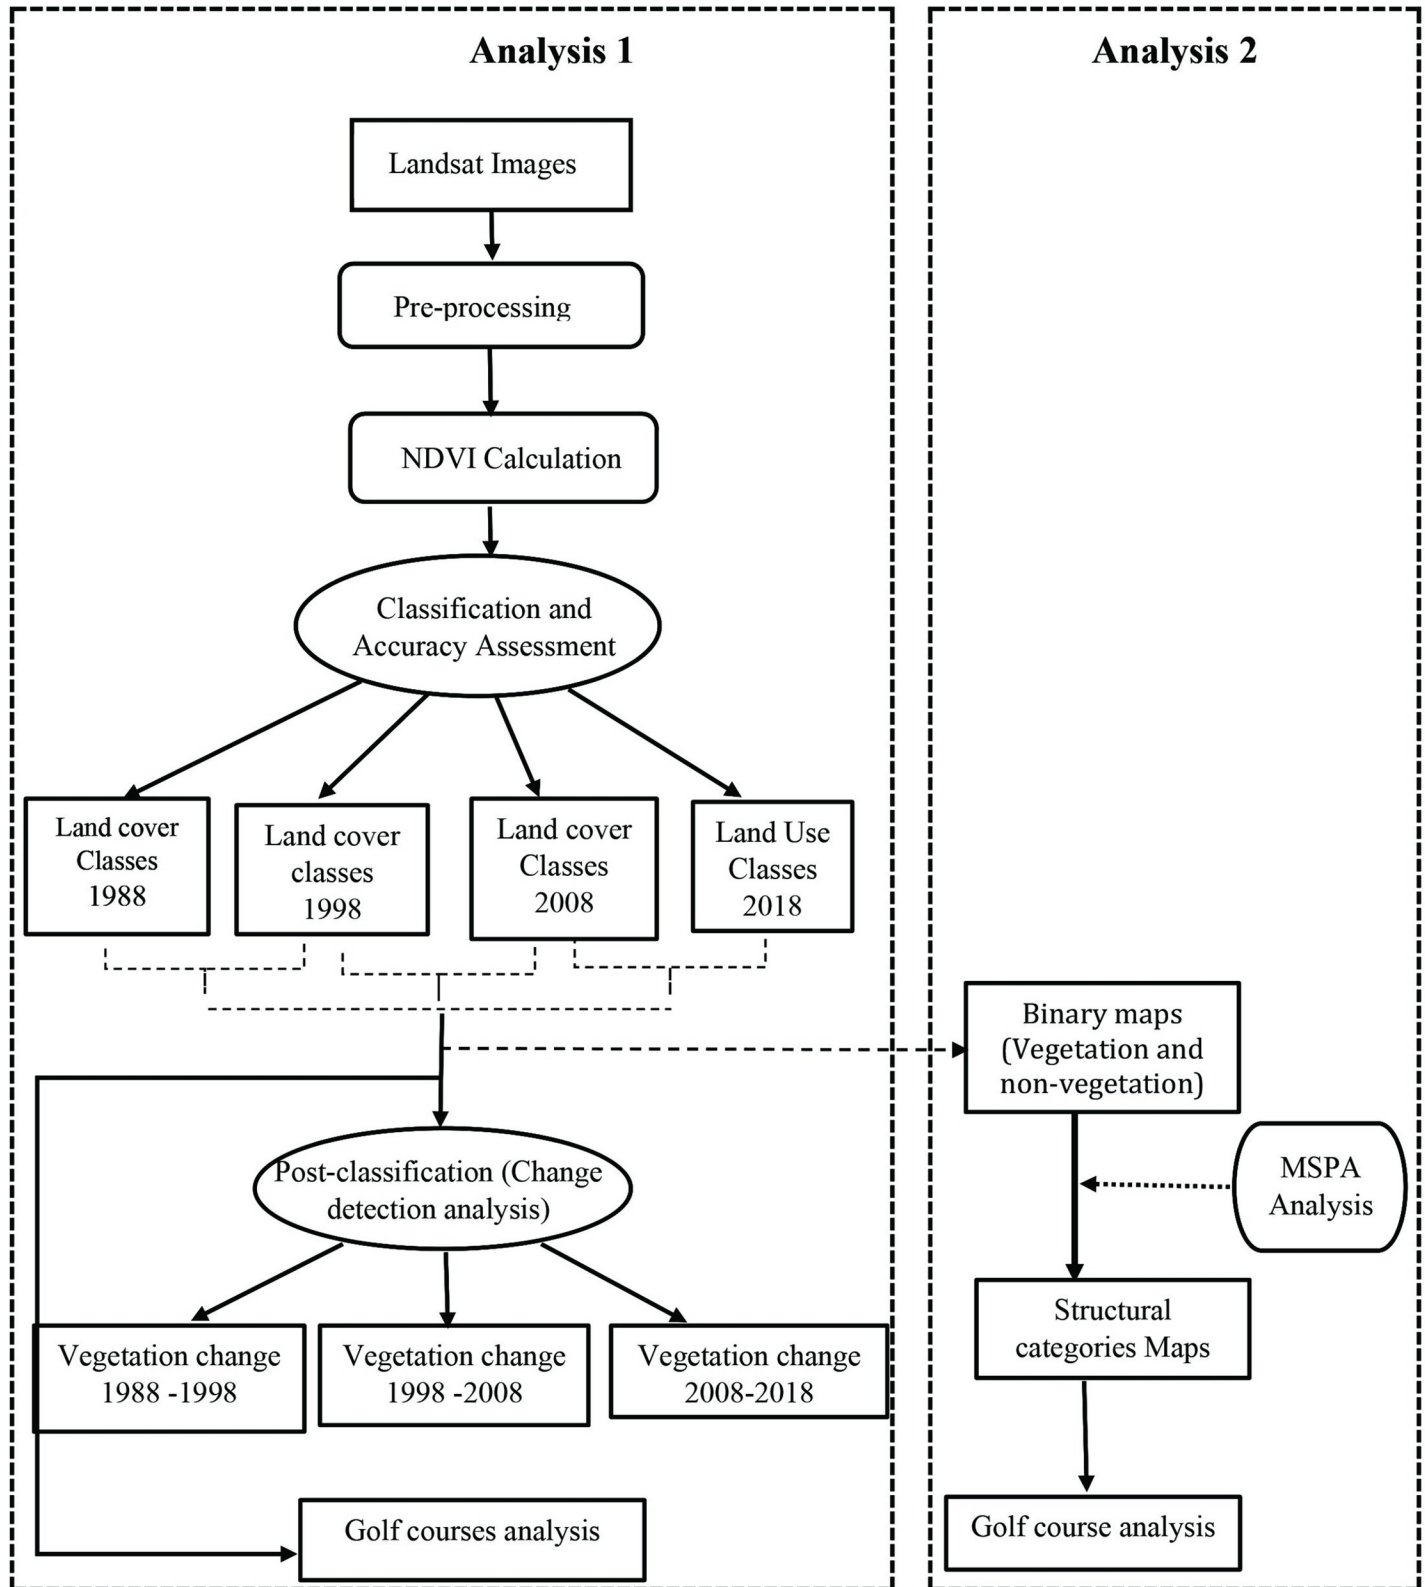 Analysis 1
Landsat Images
Pre-processing
NDVI Calculation
Classification and
Accuracy Assessment
Land cover
Classes
1988
Land cover
classes
1998
Land cover
Classes
2008
Land Use
Classes
2018
Post-classification (Change
detection analysis)
Vegetation change
1988 -1998
Vegetation change
1998 -2008
Vegetation change
2008-2018
Golf courses analysis
Analysis 2
Binary maps
(Vegetation and
non-vegetation)
MSPA
Analysis
Structural
categories Maps
Golf course analysis